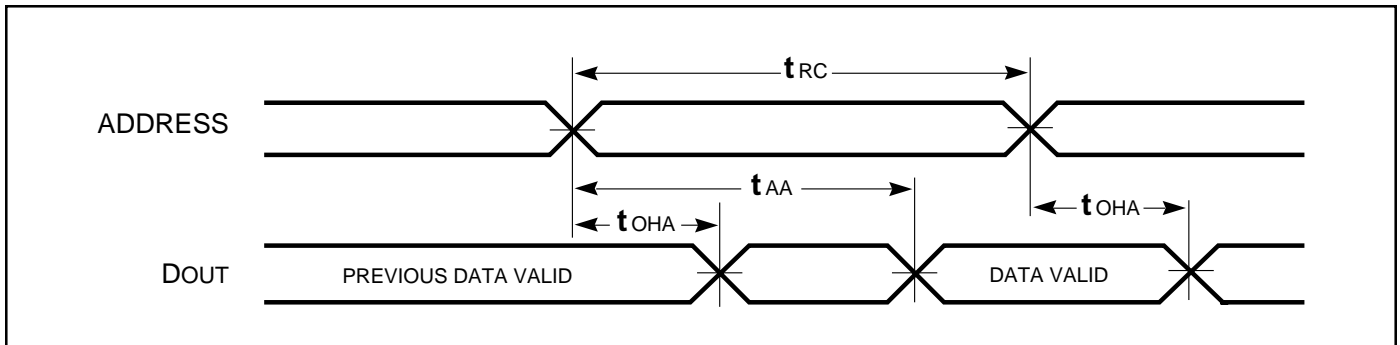 tRC
ADDRESS
tAA
tOHA
tOHA
DOUT
PREVIOUS DATA VALID
DATA VALID